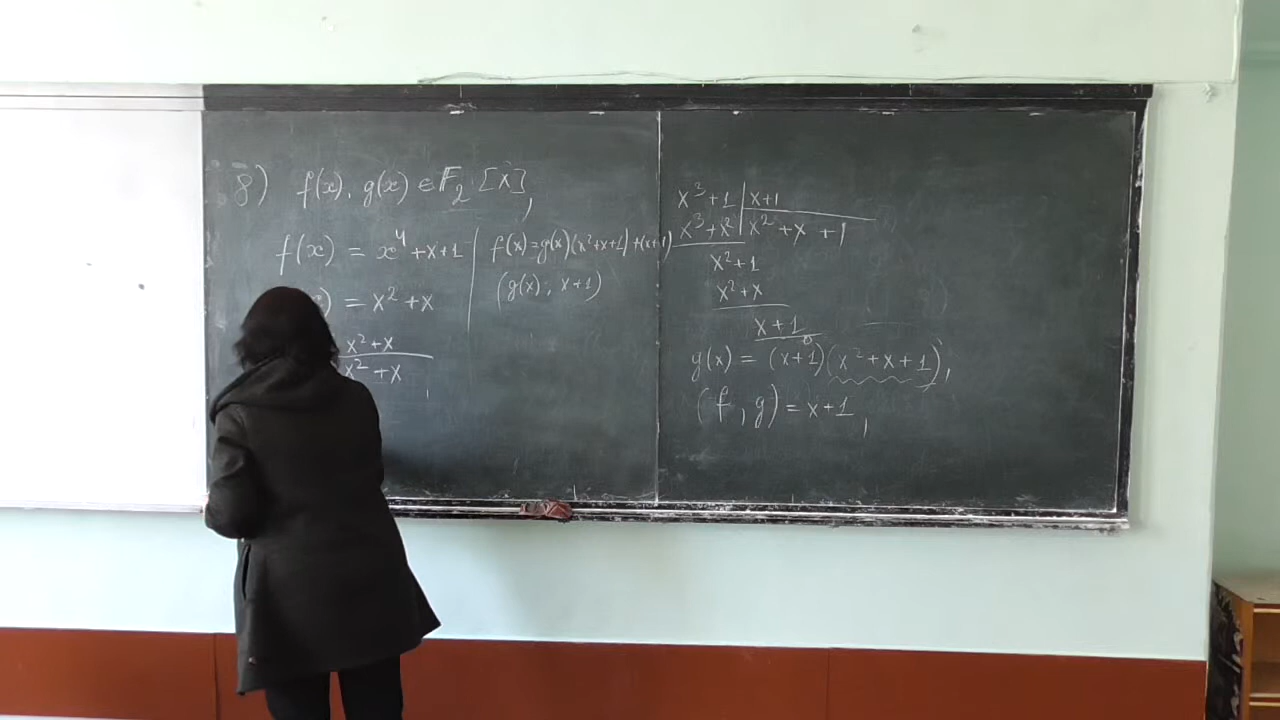 8) f(x), g(x) ∈ F₂ [x],
f(x) = x⁴ + x + 1
) = x² + x
x² + x
x² + x
,
f(x) = g(x)(x² + x + 1) + (x + 1)
(g(x), x + 1)
x³ + 1 | x + 1
x³ + x² | x² + x + 1
x² + 1
x² + x
x + 1
g(x) = (x + 1)(x² + x + 1),
(f, g) = x + 1,